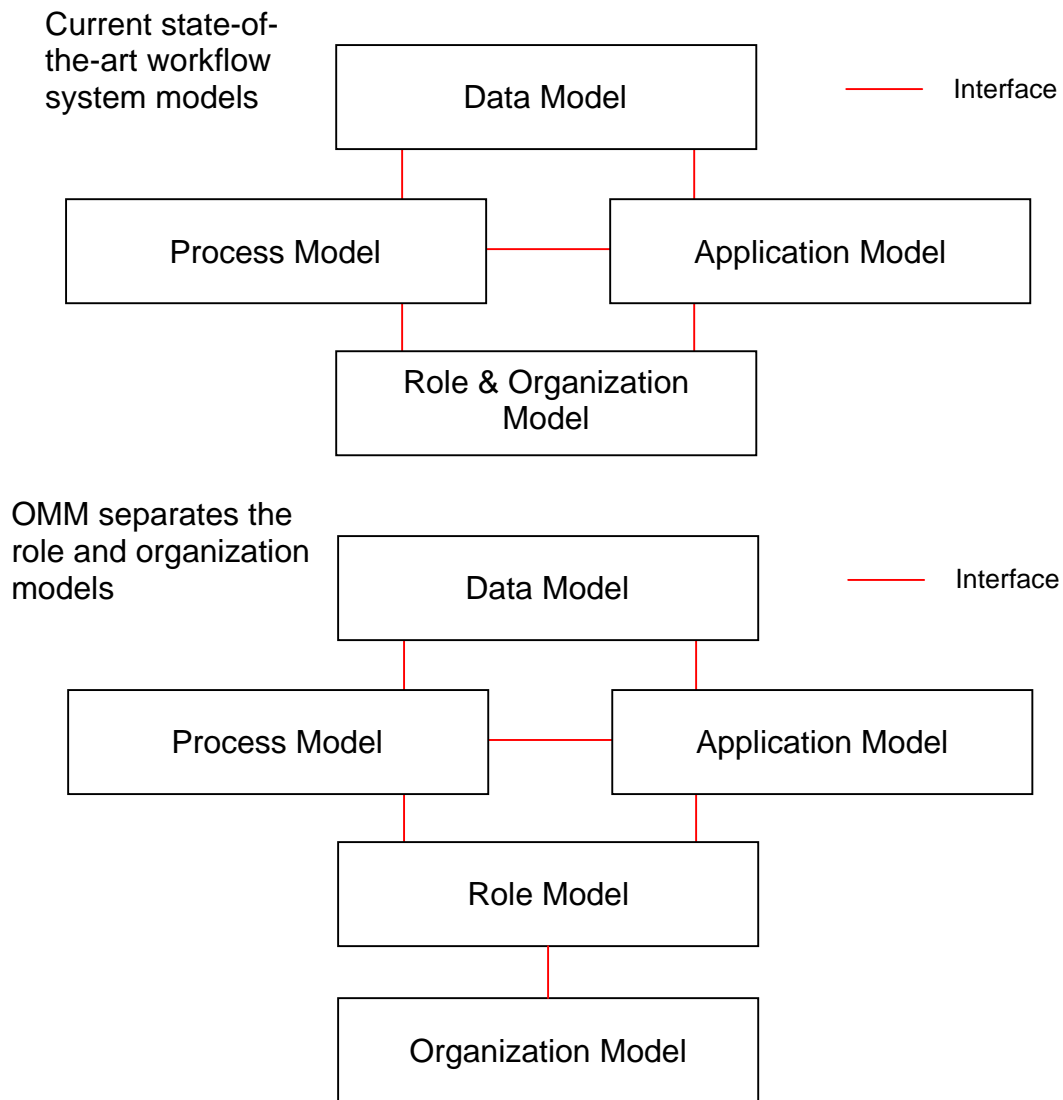 Current state-of-
the-art workflow
system models
Data Model
Interface
Process Model
Application Model
Role & Organization
Model
OMM separates the
role and organization
models
Data Model
Interface
Process Model
Application Model
Role Model
Organization Model